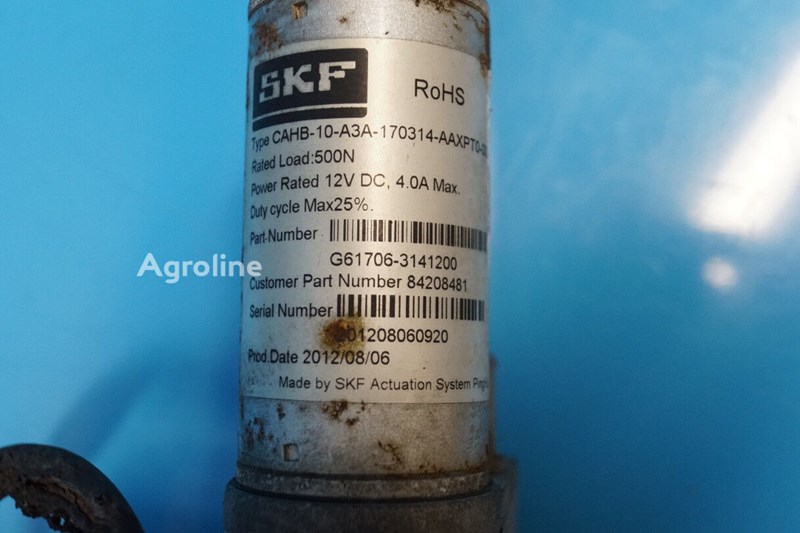 SKF
RoHS
Type CAHB-10-A3A-170314-AAXPT0-
Rated Load:500N
Power Rated 12V DC, 4.0A Max.
Duty cycle Max25%.
Part Number
G61706-3141200
Customer Part Number 84208481
Serial Number
01208060920
Prod.Date 2012/08/06
Made by SKF Actuation System
Agroline